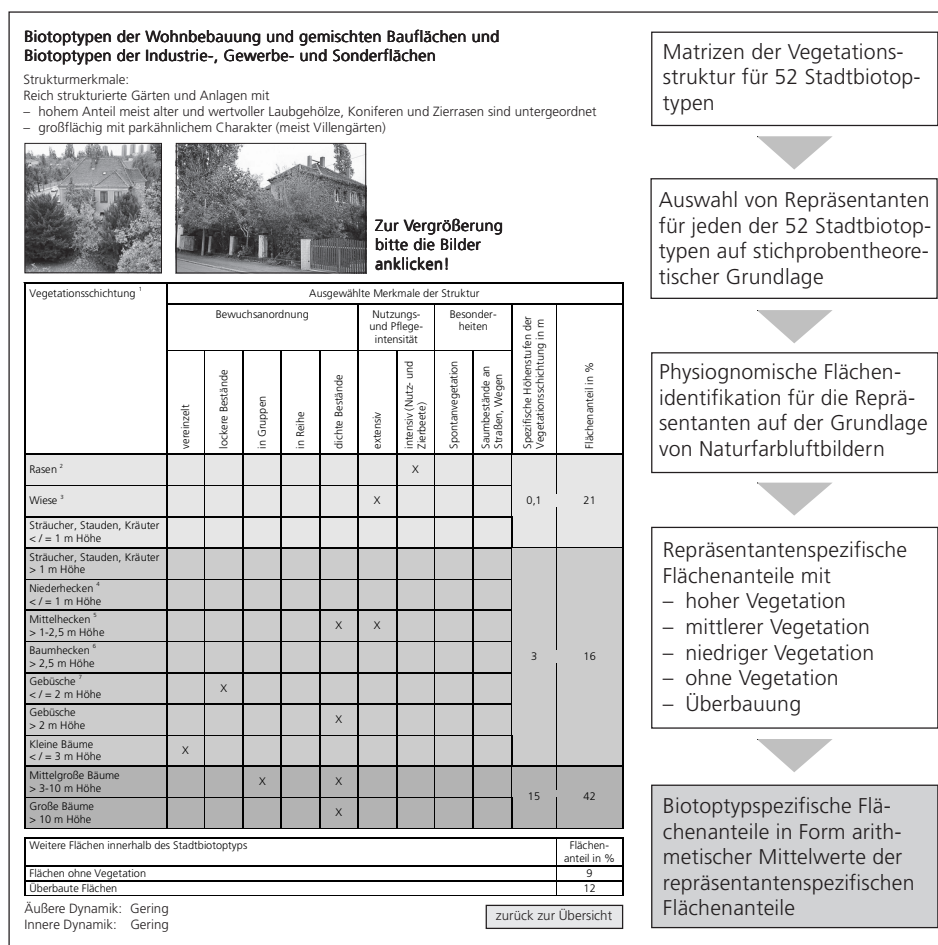 Biotoptypen der Wohnbebauung und gemischten Bauflächen und
Biotoptypen der Industrie-, Gewerbe- und Sonderflächen
Strukturmerkmale:
Reich strukturierte Gärten und Anlagen mit
– hohem Anteil meist alter und wertvoller Laubgehölze, Koniferen und Zierrasen sind untergeordnet
– großflächig mit parkähnlichem Charakter (meist Villengärten)
Zur Vergrößerung
bitte die Bilder
anklicken!
Vegetationsschichtung 1
Ausgewählte Merkmale der Struktur
Bewuchsanordnung
Nutzungs-
und Pflege-
intensität
Besonder-
heiten
Spezifische Höhenstufen der
Vegetationsschichtung in m
Flächenanteil in %
vereinzelt
lockere Bestände
in Gruppen
in Reihe
dichte Bestände
extensiv
intensiv (Nutz- und
Zierbeete)
Spontanvegetation
Saumbestände an
Straßen, Wegen
Rasen 2
X
Wiese 3
X
0,1
21
Sträucher, Stauden, Kräuter
< / = 1 m Höhe
Sträucher, Stauden, Kräuter
> 1 m Höhe
Niederhecken 4
< / = 1 m Höhe
Mittelhecken 5
> 1-2,5 m Höhe
X X
Baumhecken 6
> 2,5 m Höhe
3
16
Gebüsche 7
< / = 2 m Höhe
X
Gebüsche
> 2 m Höhe
X
Kleine Bäume
< / = 3 m Höhe
X
Mittelgroße Bäume
> 3-10 m Höhe
X X
15
42
Große Bäume
> 10 m Höhe
X
Weitere Flächen innerhalb des Stadtbiotoptyps
Flächen-
anteil in %
Flächen ohne Vegetation 9
Überbaute Flächen 12
Äußere Dynamik: Gering
Innere Dynamik: Gering
zurück zur Übersicht
Matrizen der Vegetations-
struktur für 52 Stadtbiotop-
typen
Auswahl von Repräsentanten
für jeden der 52 Stadtbiotop-
typen auf stichprobentheore-
tischer Grundlage
Physiognomische Flächen-
identifikation für die Reprä-
sentanten auf der Grundlage
von Naturfarbluftbildern
Repräsentantenspezifische
Flächenanteile mit
– hoher Vegetation
– mittlerer Vegetation
– niedriger Vegetation
– ohne Vegetation
– Überbauung
Biotoptypspezifische Flä-
chenanteile in Form arith-
metischer Mittelwerte der
repräsentantenspezifischen
Flächenanteile